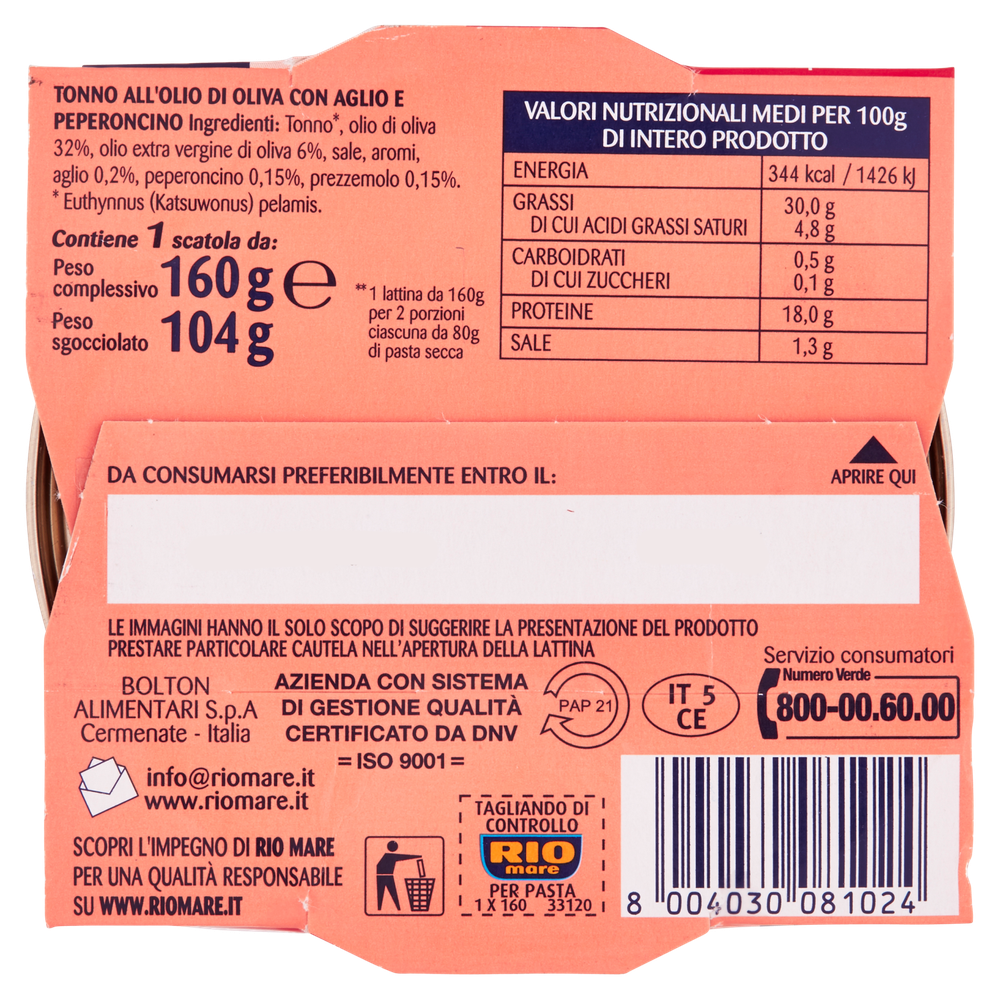 TONNO ALL'OLIO DI OLIVA CON AGLIO E
PEPERONCINO Ingredienti: Tonno*, olio di oliva
32%, olio extra vergine di oliva 6%, sale, aromi,
aglio 0,2%, peperoncino 0,15%, prezzemolo 0,15%.
* Euthynnus (Katsuwonus) pelamis.
Contiene 1 scatola da:
Peso complessivo 160 g ℮
Peso sgocciolato 104 g
**1 lattina da 160g
per 2 porzioni
ciascuna da 80g
di pasta secca
VALORI NUTRIZIONALI MEDI PER 100g
DI INTERO PRODOTTO
ENERGIA 344 kcal / 1426 kJ
GRASSI 30,0 g
DI CUI ACIDI GRASSI SATURI 4,8 g
CARBOIDRATI 0,5 g
DI CUI ZUCCHERI 0,1 g
PROTEINE 18,0 g
SALE 1,3 g
DA CONSUMARSI PREFERIBILMENTE ENTRO IL:
APRIRE QUI
LE IMMAGINI HANNO IL SOLO SCOPO DI SUGGERIRE LA PRESENTAZIONE DEL PRODOTTO
PRESTARE PARTICOLARE CAUTELA NELL'APERTURA DELLA LATTINA
BOLTON
ALIMENTARI S.p.A
Cermenate - Italia
AZIENDA CON SISTEMA
DI GESTIONE QUALITÀ
CERTIFICATO DA DNV
= ISO 9001 =
PAP 21
IT 5
CE
Servizio consumatori
Numero Verde
800-00.60.00
info@riomare.it
www.riomare.it
SCOPRI L'IMPEGNO DI RIO MARE
PER UNA QUALITÀ RESPONSABILE
SU WWW.RIOMARE.IT
TAGLIANDO DI
CONTROLLO
RIO
mare
PER PASTA
1 X 160 33120
8 004030 081024